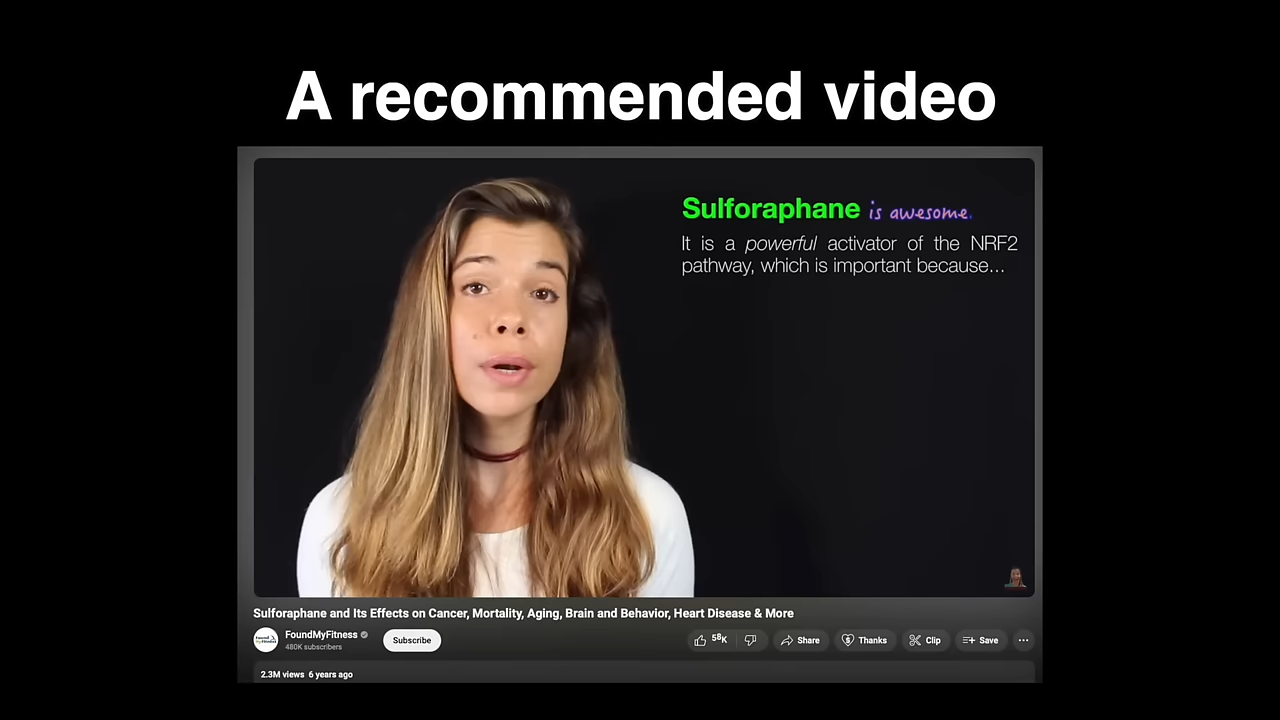 A recommended video
Sulforaphane is awesome.
It is a powerful activator of the NRF2
pathway, which is important because...
Sulforaphane and Its Effects on Cancer, Mortality, Aging, Brain and Behavior, Heart Disease & More
FoundMyFitness
480K subscribers
Subscribe
58K
Share
Thanks
Clip
Save
2.3M views 6 years ago